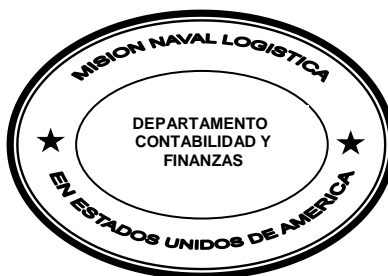 MISION NAVAL LOGISTICA
DEPARTAMENTO
CONTABILIDAD Y
FINANZAS
EN ESTADOS UNIDOS DE AMERICA